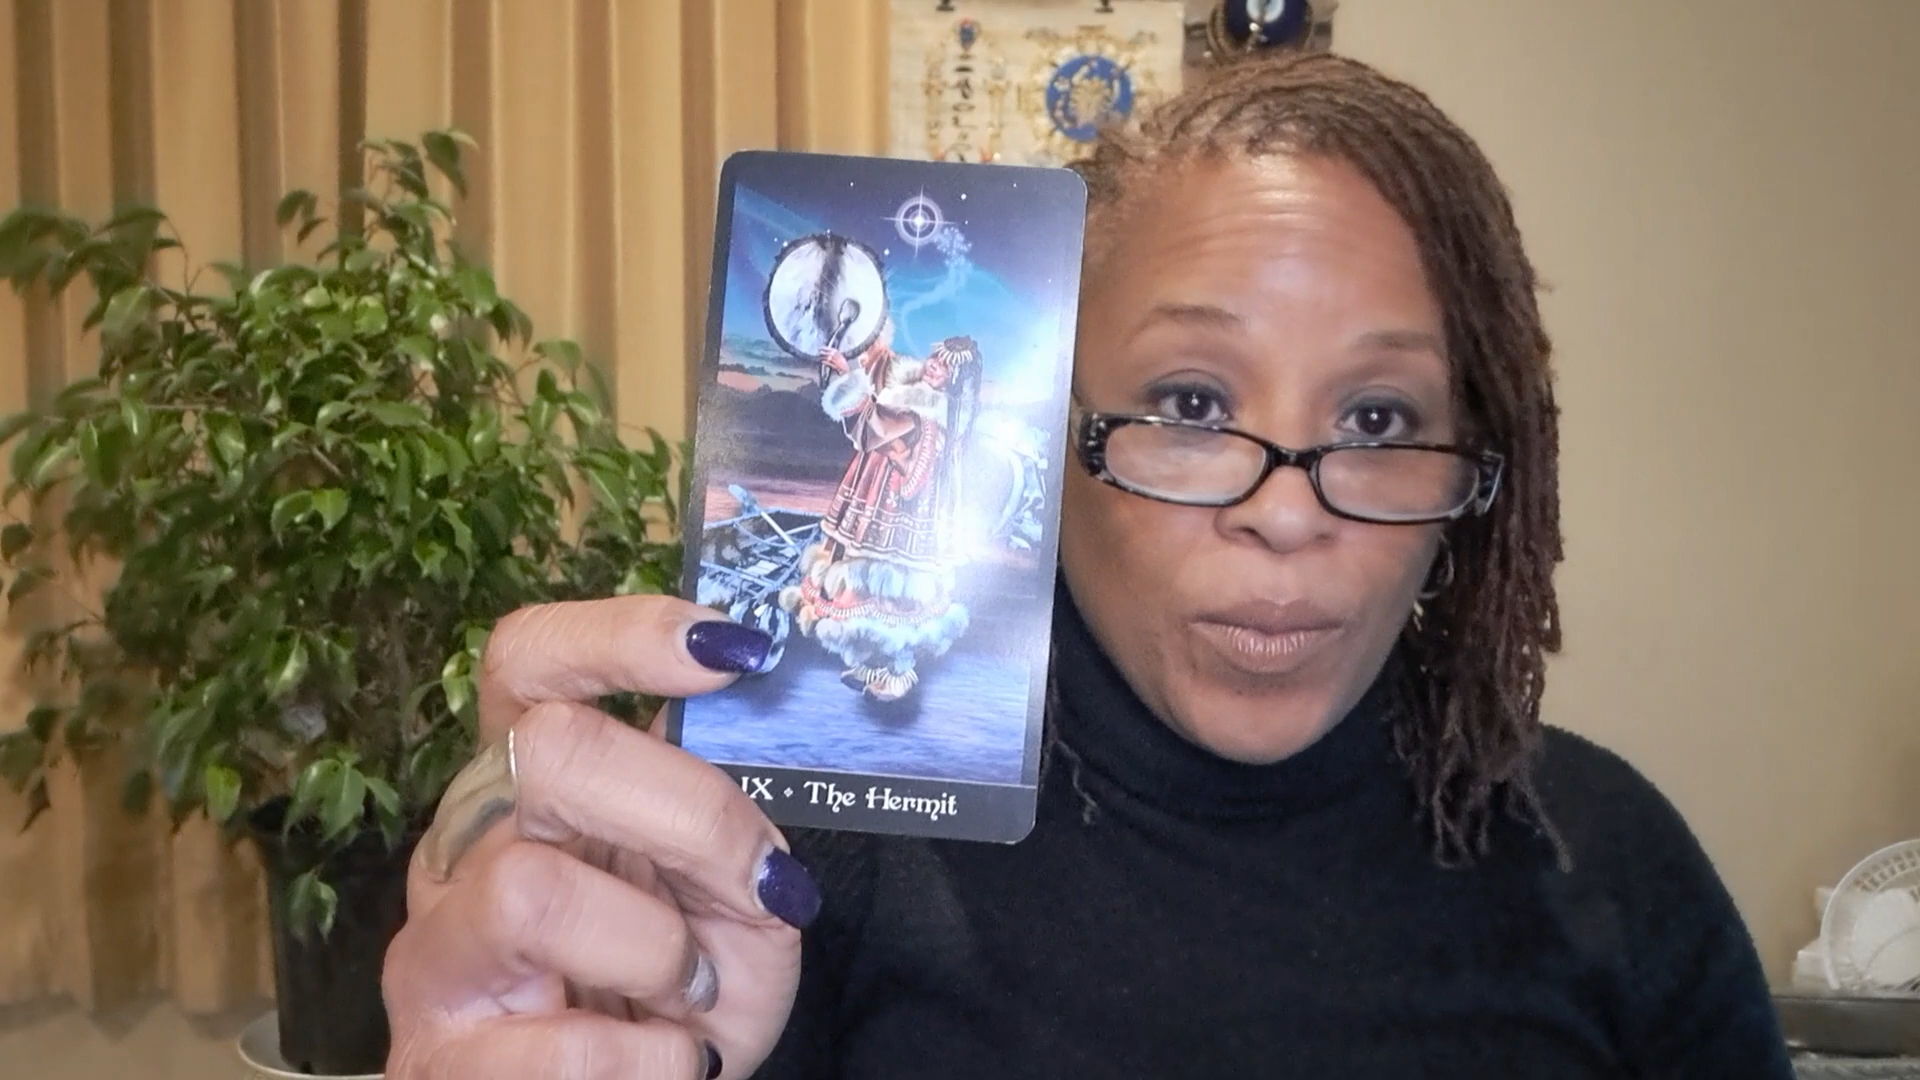 IX • The Hermit